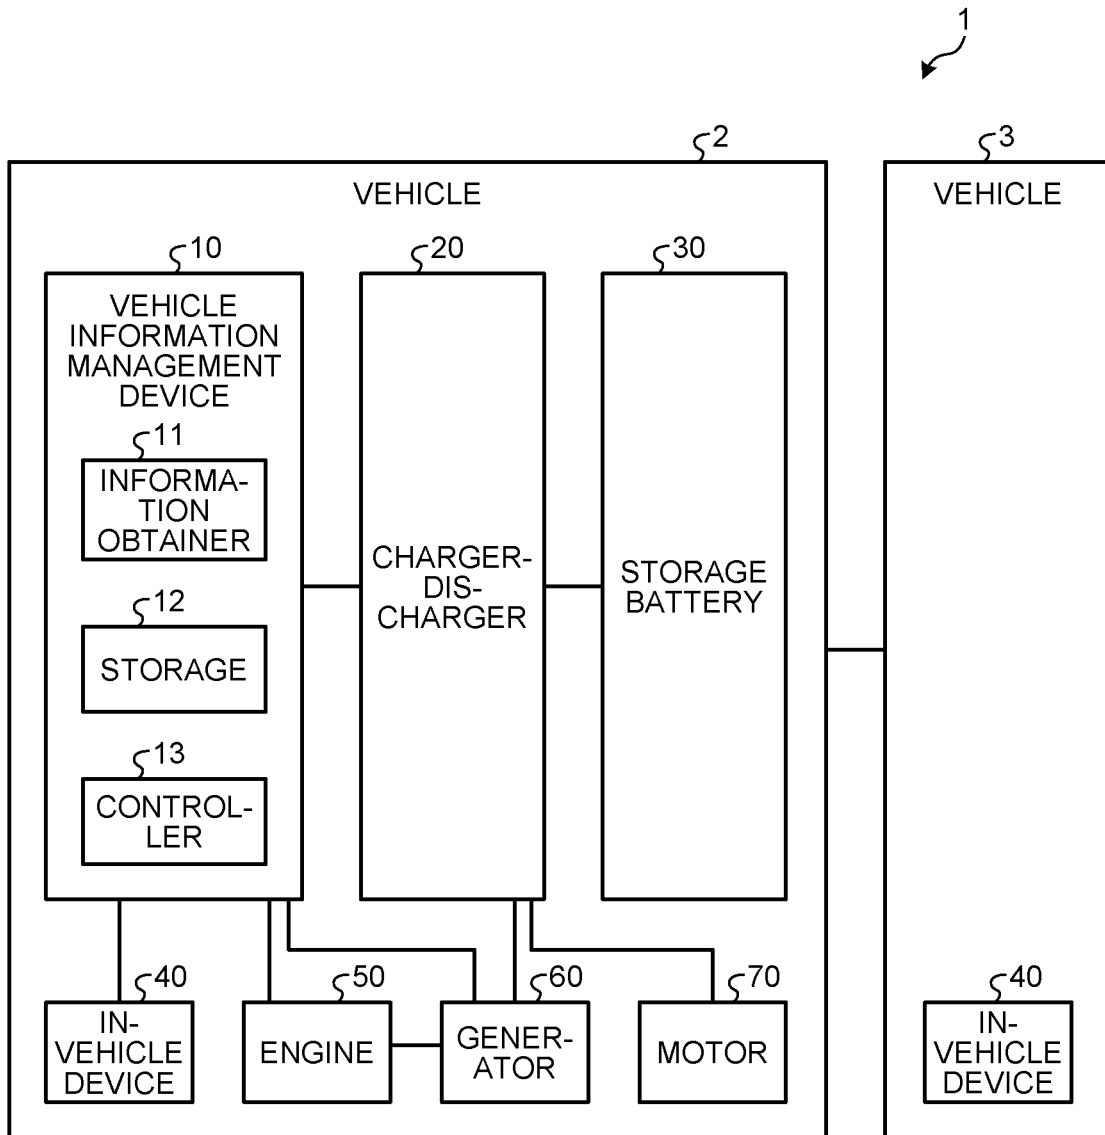 1
2
VEHICLE
3
VEHICLE
10
VEHICLE
INFORMATION
MANAGEMENT
DEVICE
11
INFORMA-
TION
OBTAINER
12
STORAGE
13
CONTROL-
LER
20
CHARGER-
DIS-
CHARGER
30
STORAGE
BATTERY
40
IN-
VEHICLE
DEVICE
50
ENGINE
60
GENER-
ATOR
70
MOTOR
40
IN-
VEHICLE
DEVICE